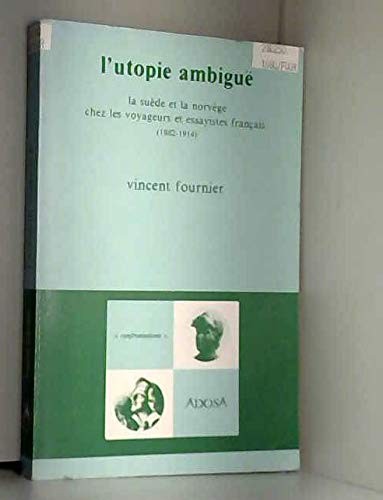 l'utopie ambiguë
la suède et la norvège
chez les voyageurs et essayistes français
(1882-1914)
vincent fournier
« confrontations »
ADOSA